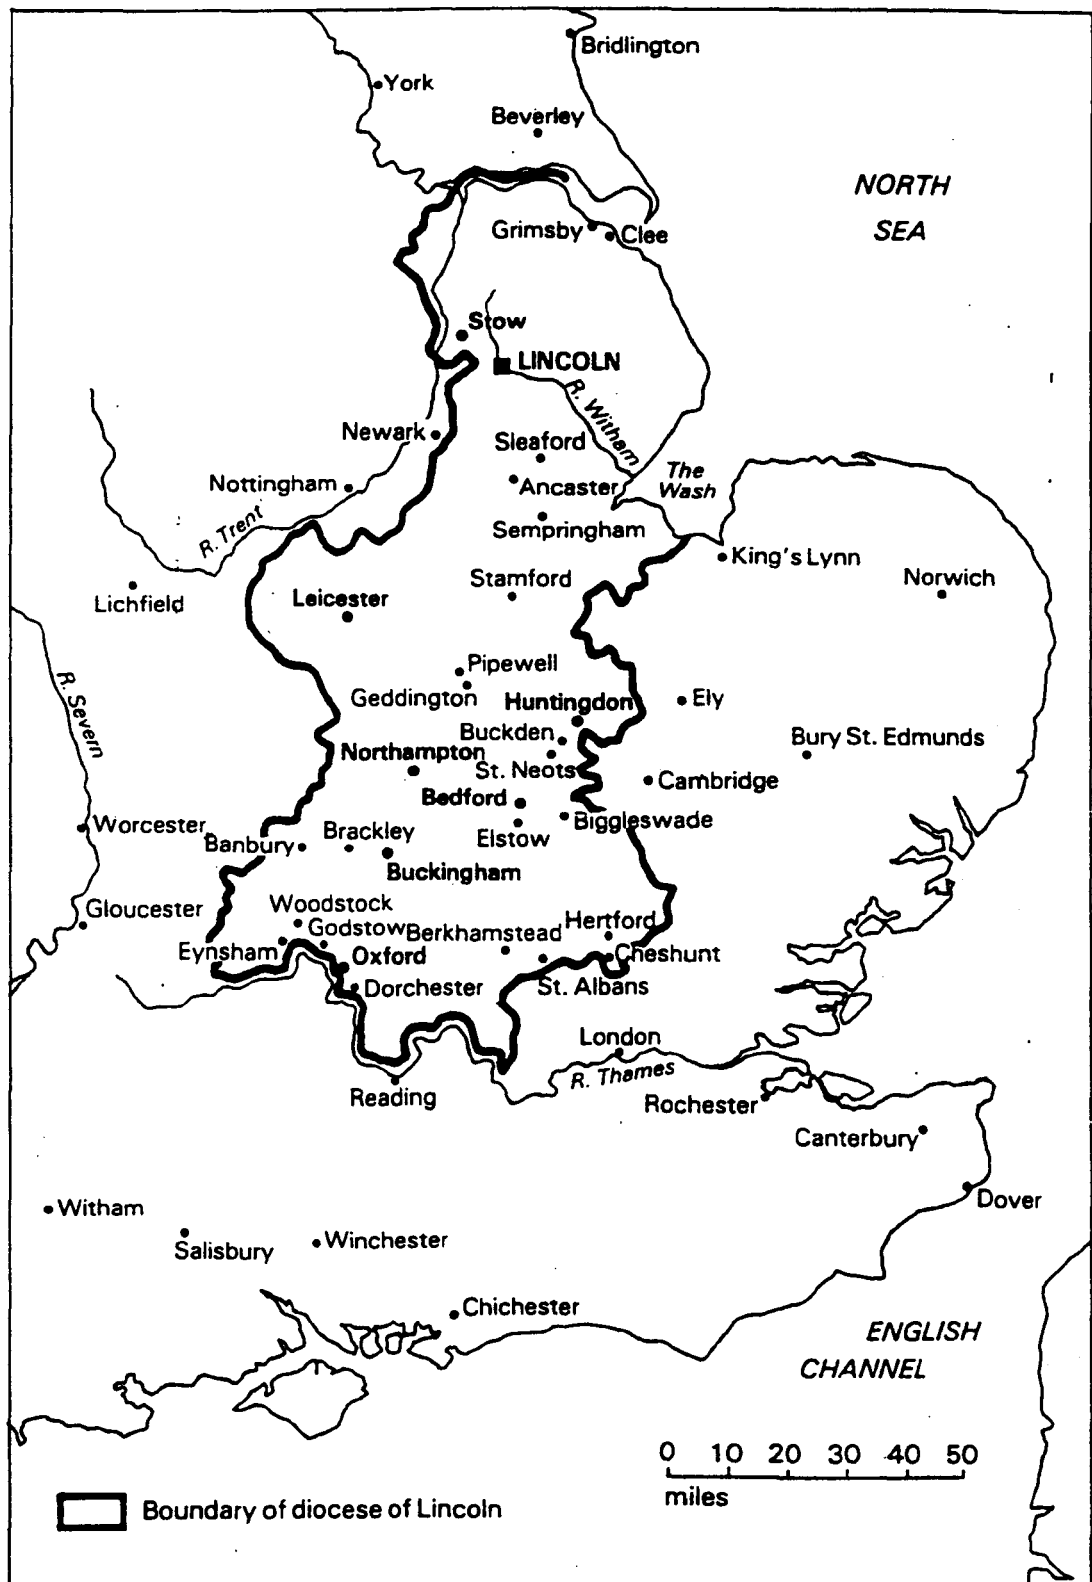 Bridlington
York
Beverley
NORTH
SEA
Grimsby
Clee
Stow
LINCOLN
R. Witham
Newark
Sleaford
The
Wash
Nottingham
Ancaster
R. Trent
Sempringham
King's Lynn
Lichfield
Leicester
Stamford
Norwich
R. Severn
Pipewell
Geddington
Huntingdon
Ely
Buckden
Bury St. Edmunds
Northampton
St. Neots
Cambridge
Bedford
Worcester
Banbury
Brackley
Elstow
Biggleswade
Buckingham
Gloucester
Woodstock
Godstow
Berkhamstead
Hertford
Eynsham
Oxford
Cheshunt
Dorchester
St. Albans
London
R. Thames
Reading
Rochester
Canterbury
Dover
Witham
Salisbury
Winchester
Chichester
ENGLISH
CHANNEL
0 10 20 30 40 50
miles
Boundary of diocese of Lincoln